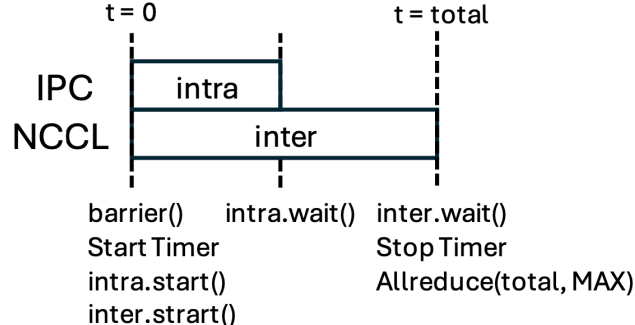 t = 0
t = total
IPC
intra
NCCL
inter
barrier()
Start Timer
intra.start()
inter.strart()
intra.wait()
inter.wait()
Stop Timer
Allreduce(total, MAX)